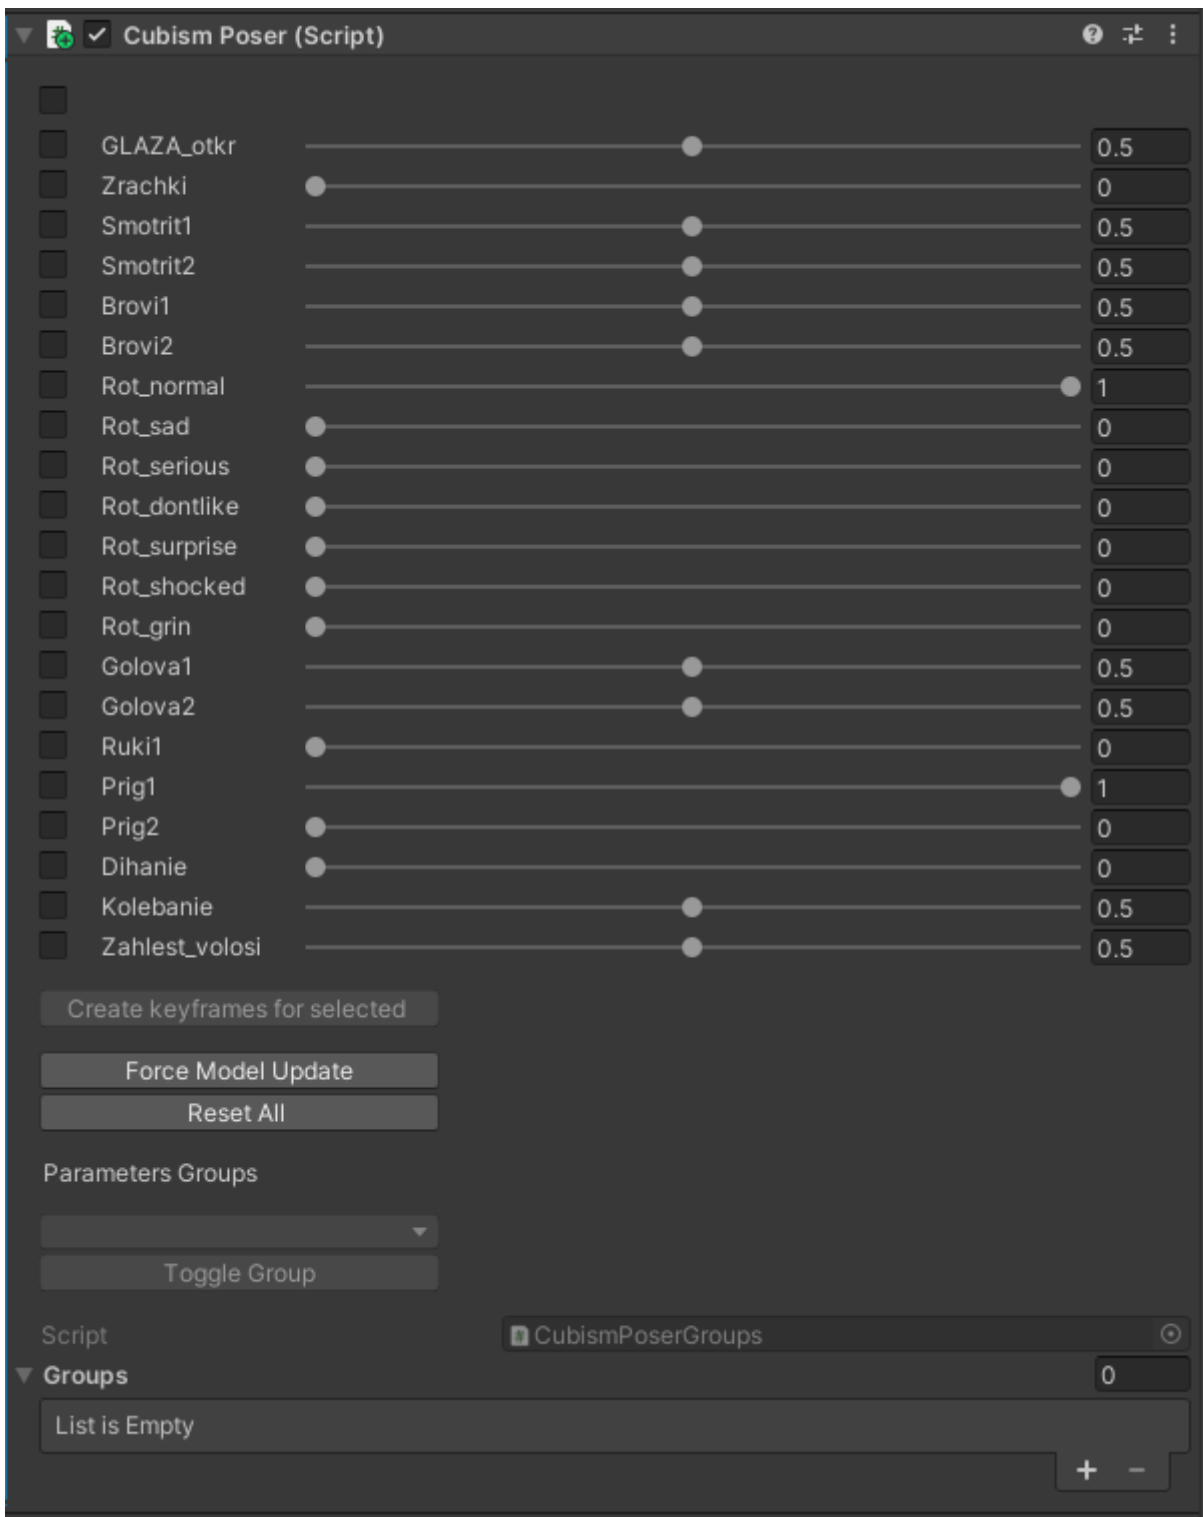 Cubism Poser (Script)
GLAZA_otkr 0.5
Zrachki 0
Smotrit1 0.5
Smotrit2 0.5
Brovi1 0.5
Brovi2 0.5
Rot_normal 1
Rot_sad 0
Rot_serious 0
Rot_dontlike 0
Rot_surprise 0
Rot_shocked 0
Rot_grin 0
Golova1 0.5
Golova2 0.5
Ruki1 0
Prig1 1
Prig2 0
Dihanie 0
Kolebanie 0.5
Zahlest_volosi 0.5
Create keyframes for selected
Force Model Update
Reset All
Parameters Groups
Toggle Group
Script CubismPoserGroups
Groups 0
List is Empty
+ −